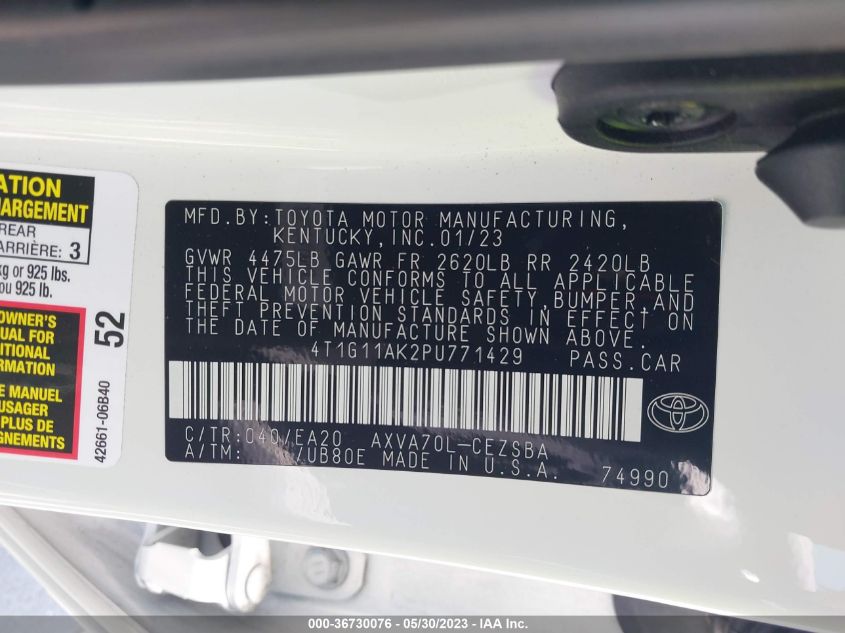 ATION
HARGEMENT
REAR
ARRIÈRE: 3
kg or 925 lbs.
ou 925 lb.
OWNER'S
UAL FOR
ITIONAL
RMATION
E MANUEL
USAGER
PLUS DE
GNEMENTS
52
42661-06B40
MFD.BY:TOYOTA MOTOR MANUFACTURING,
KENTUCKY,INC.01/23
GVWR 4475LB GAWR FR 2620LB RR 2420LB
THIS VEHICLE CONFORMS TO ALL APPLICABLE
FEDERAL MOTOR VEHICLE SAFETY,BUMPER,AND
THEFT PREVENTION STANDARDS IN EFFECT ON
THE DATE OF MANUFACTURE SHOWN ABOVE.
4T1G11AK2PU771429 PASS.CAR
C/TR:040/EA20 AXVA70L-CEZSBA
A/TM: /UB80E MADE IN U.S.A. 74990
000-36730076 - 05/30/2023 - IAA Inc.